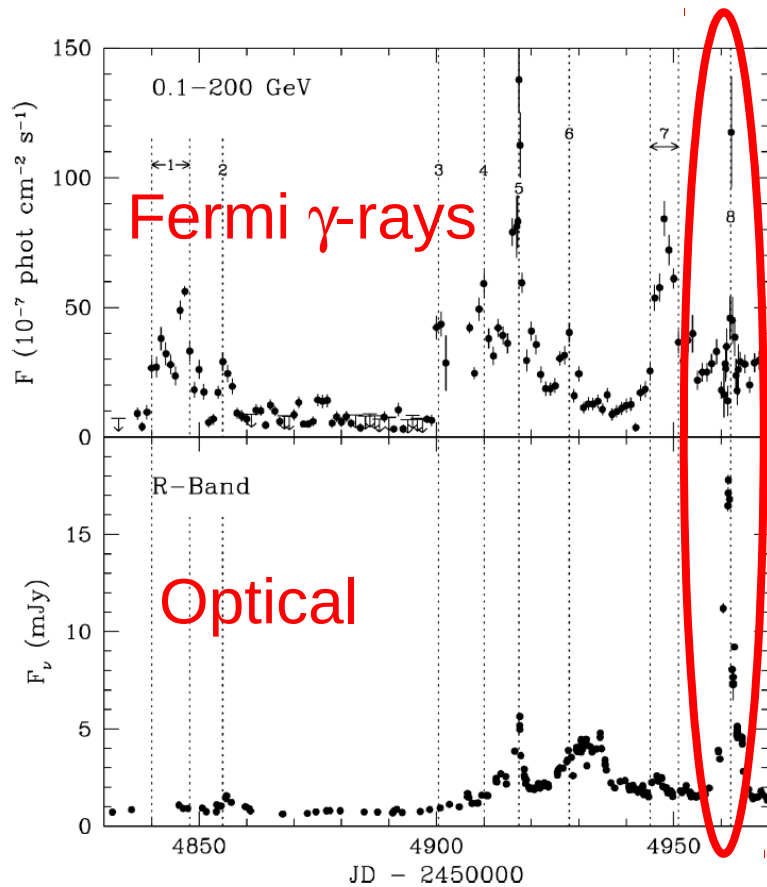 150
0.1−200 GeV
1
2
3
4
5
6
7
8
Fermi γ-rays
100
50
0
F (10⁻⁷ phot cm⁻² s⁻¹)
R−Band
Optical
15
10
5
0
Fν (mJy)
4850
4900
4950
JD − 2450000